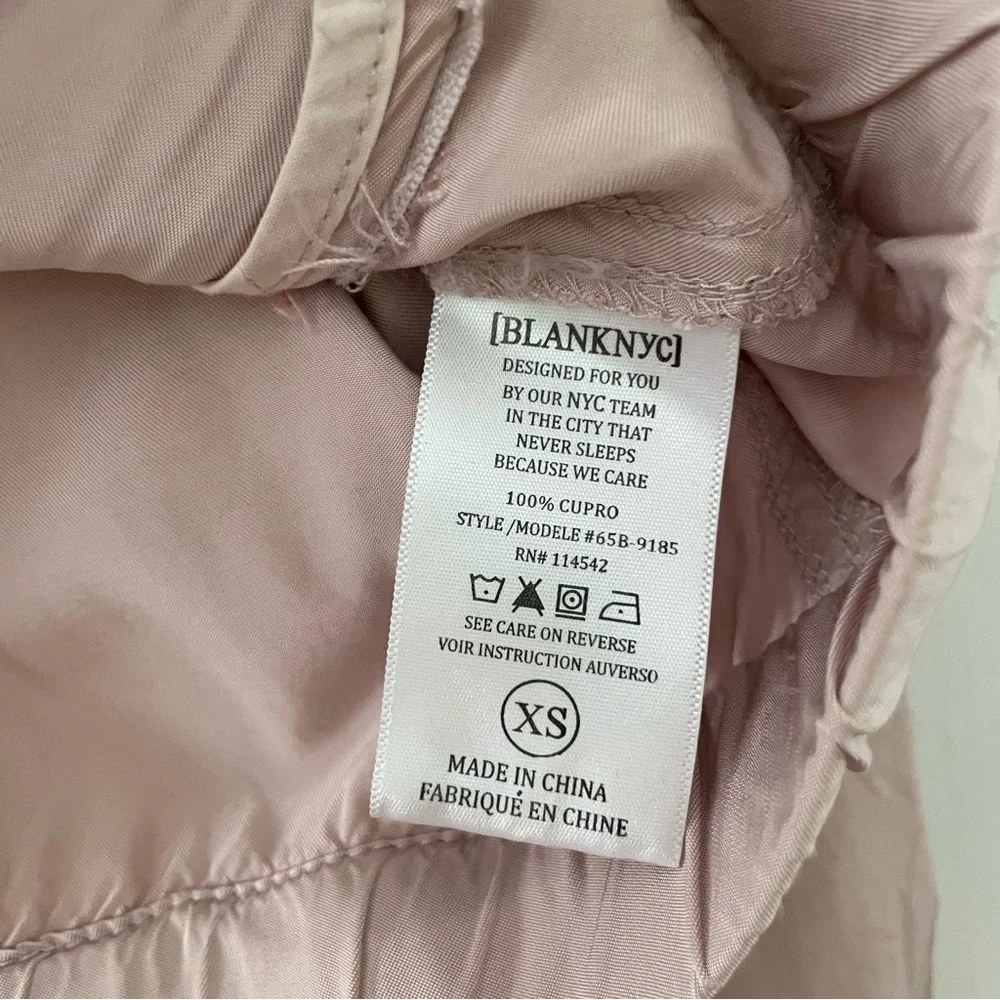 [BLANKNYC]
DESIGNED FOR YOU
BY OUR NYC TEAM
IN THE CITY THAT
NEVER SLEEPS
BECAUSE WE CARE
100% CUPRO
STYLE /MODELE #65B-9185
RN# 114542
SEE CARE ON REVERSE
VOIR INSTRUCTION AUVERSO
XS
MADE IN CHINA
FABRIQUÉ EN CHINE